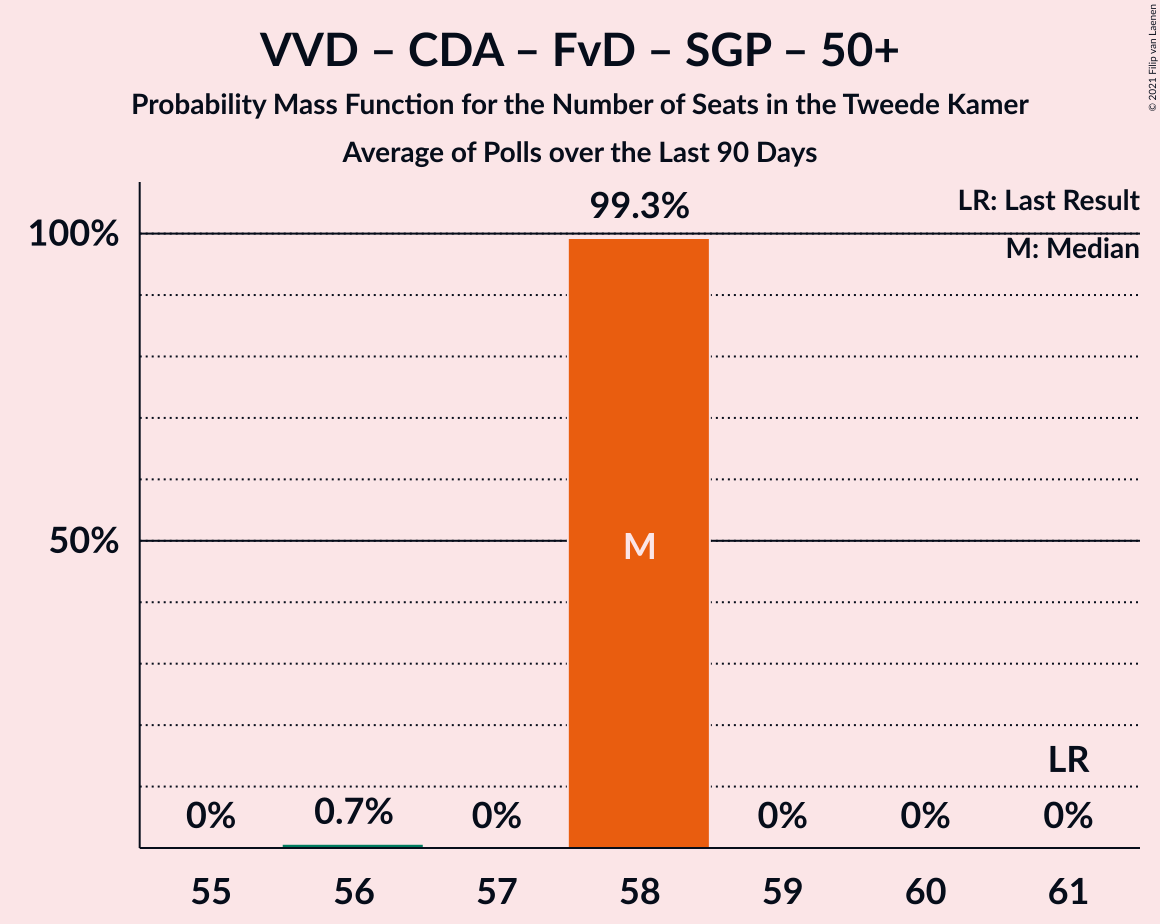 VVD – CDA – FvD – SGP – 50+
Probability Mass Function for the Number of Seats in the Tweede Kamer
Average of Polls over the Last 90 Days
© 2021 Filip van Laenen
LR: Last Result
M: Median
99.3%
100%
50%
M
LR
0% 0.7% 0% 0% 0% 0%
55 56 57 58 59 60 61